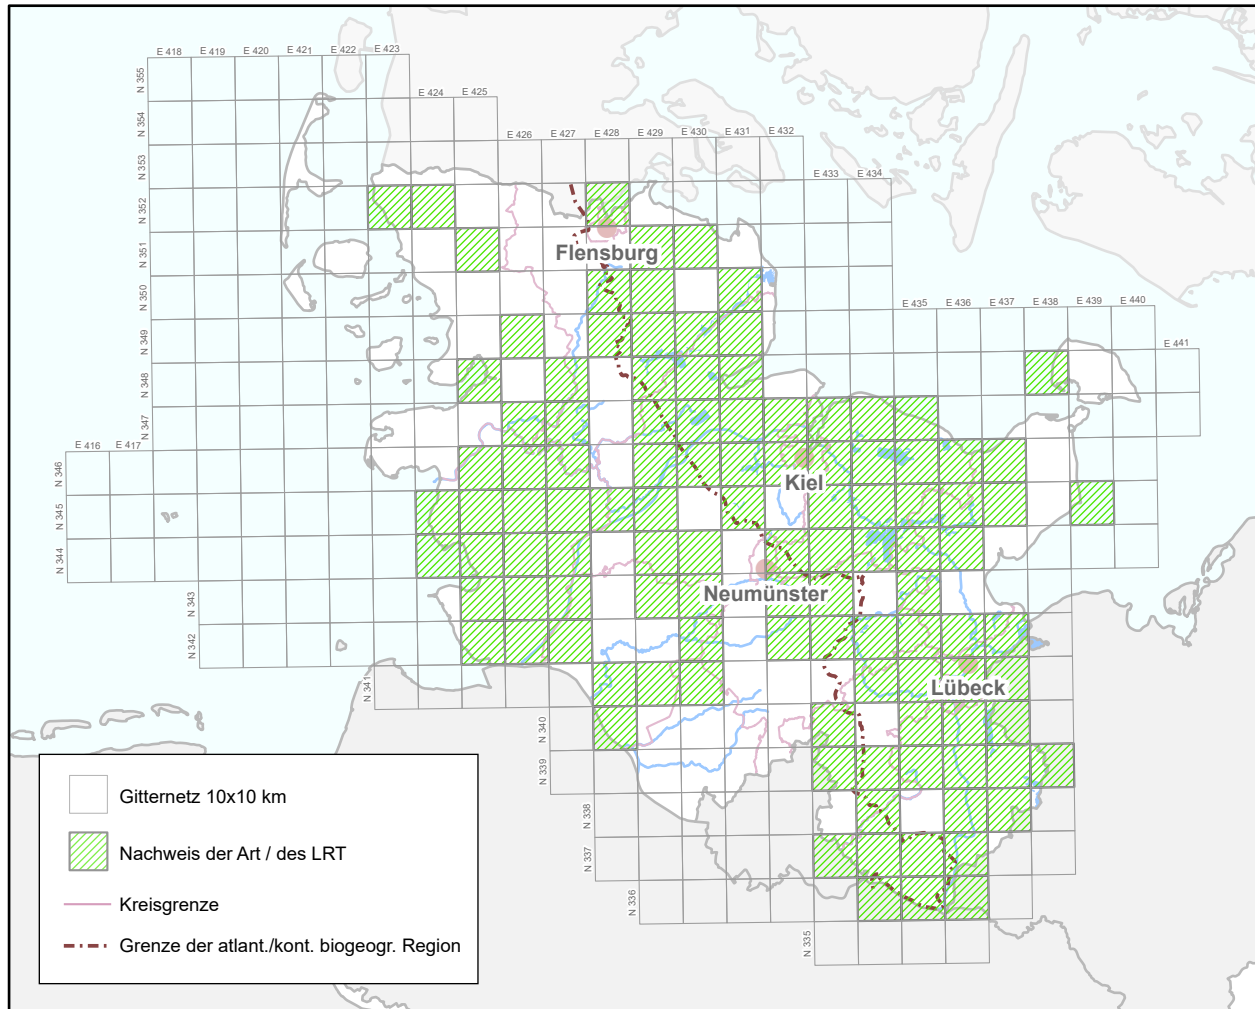 E 418 E 419 E 420 E 421 E 422 E 423
N 355
E 424 E 425
N 354
E 426 E 427 E 428 E 429 E 430 E 431 E 432
N 353
E 433 E 434
N 352
N 351
Flensburg
N 350
E 435 E 436 E 437 E 438 E 439 E 440
N 349
E 441
N 348
N 347
E 416 E 417
N 346
Kiel
N 345
N 344
Neumünster
N 343
N 342
N 341
Lübeck
N 340
N 339
Gitternetz 10x10 km
N 338
Nachweis der Art / des LRT
N 337
Kreisgrenze
N 336
Grenze der atlant./kont. biogeogr. Region
N 335